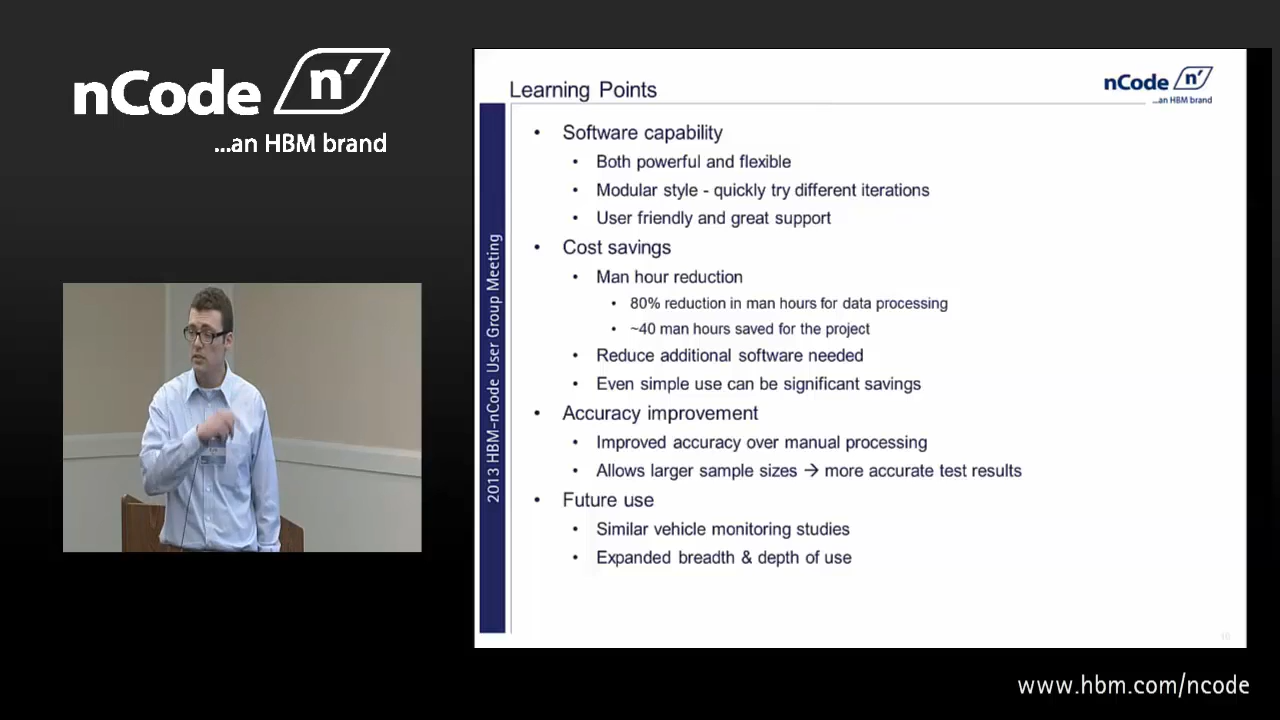 nCode n'
...an HBM brand
Learning Points
nCode n'
...an HBM brand
2013 HBM-nCode User Group Meeting
• Software capability
• Both powerful and flexible
• Modular style - quickly try different iterations
• User friendly and great support
• Cost savings
• Man hour reduction
• 80% reduction in man hours for data processing
• ~40 man hours saved for the project
• Reduce additional software needed
• Even simple use can be significant savings
• Accuracy improvement
• Improved accuracy over manual processing
• Allows larger sample sizes → more accurate test results
• Future use
• Similar vehicle monitoring studies
• Expanded breadth & depth of use
www.hbm.com/ncode